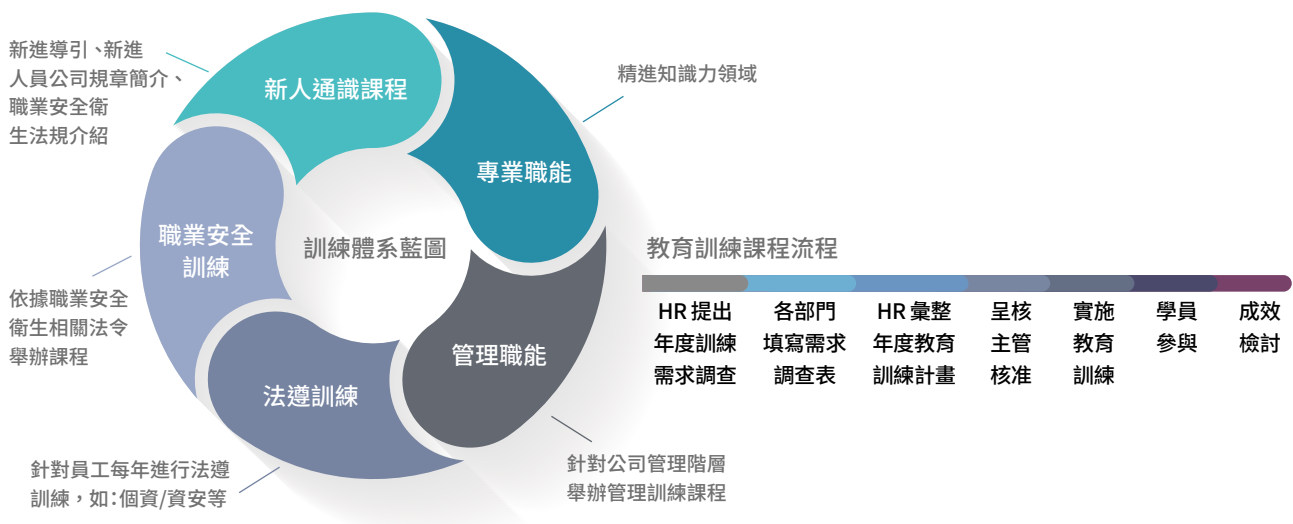 新進導引、新進
人員公司規章簡介、
職業安全衛
生法規介紹
新人通識課程
精進知識力領域
專業職能
職業安全
訓練
訓練體系藍圖
依據職業安全
衛生相關法令
舉辦課程
管理職能
法遵訓練
針對員工每年進行法遵
訓練，如：個資/資安等
針對公司管理階層
舉辦管理訓練課程
教育訓練課程流程
HR 提出
年度訓練
需求調查
各部門
填寫需求
調查表
HR 彙整
年度教育
訓練計畫
呈核
主管
核准
實施
教育
訓練
學員
參與
成效
檢討